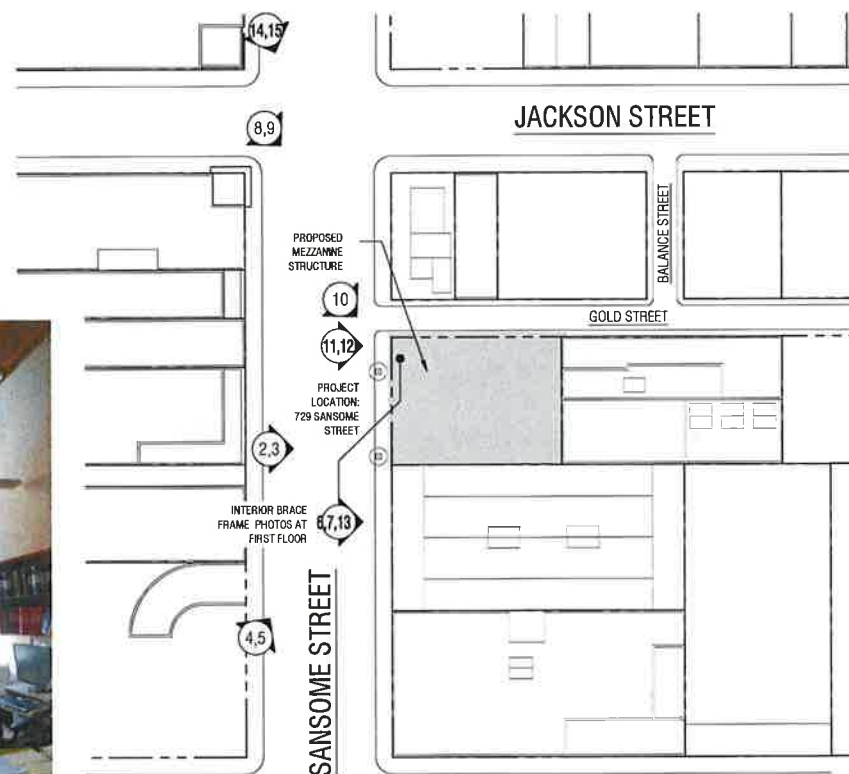 14,15
JACKSON STREET
8,9
BALANCE STREET
PROPOSED
MEZZANINE
STRUCTURE
10
GOLD STREET
11,12
PROJECT
LOCATION:
729 SANSOME
STREET
2,3
INTERIOR BRACE
FRAME PHOTOS AT
FIRST FLOOR
6,7,13
SANSOME STREET
4,5